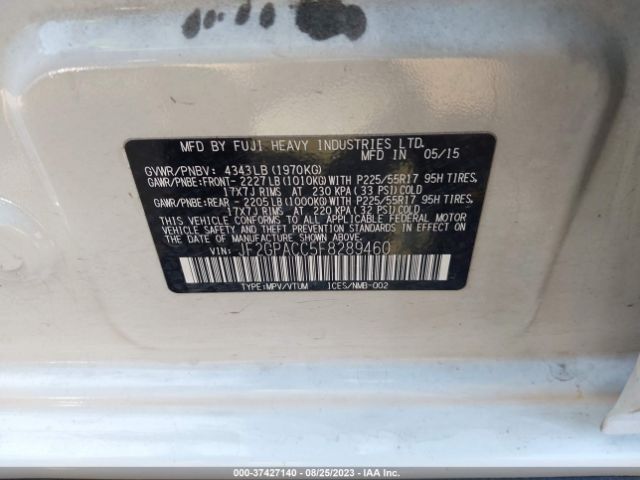 MFD BY FUJI HEAVY INDUSTRIES LTD.
MFD IN 05/15
GVWR/PNBV: 4343LB(1970KG)
GAWR/PNBE:FRONT- 2227LB(1010KG)WITH P225/55R17 95H TIRES,
17X7J RIMS AT 230 KPA(33 PSI)COLD
GAWR/PNBE:REAR - 2205LB(1000KG)WITH P225/55R17 95H TIRES,
17X7J RIMS AT 220 KPA(32 PSI)COLD
THIS VEHICLE CONFORMS TO ALL APPLICABLE FEDERAL MOTOR
VEHICLE SAFETY AND THEFT PREVENTION STANDARDS IN EFFECT
ON THE DATE OF MANUFACTURE SHOWN ABOVE.
VIN: JF2GPACC5F8289460
TYPE:MPV/VTUM ICES/NMB-002
000-37427140 - 08/25/2023 - IAAI.COM